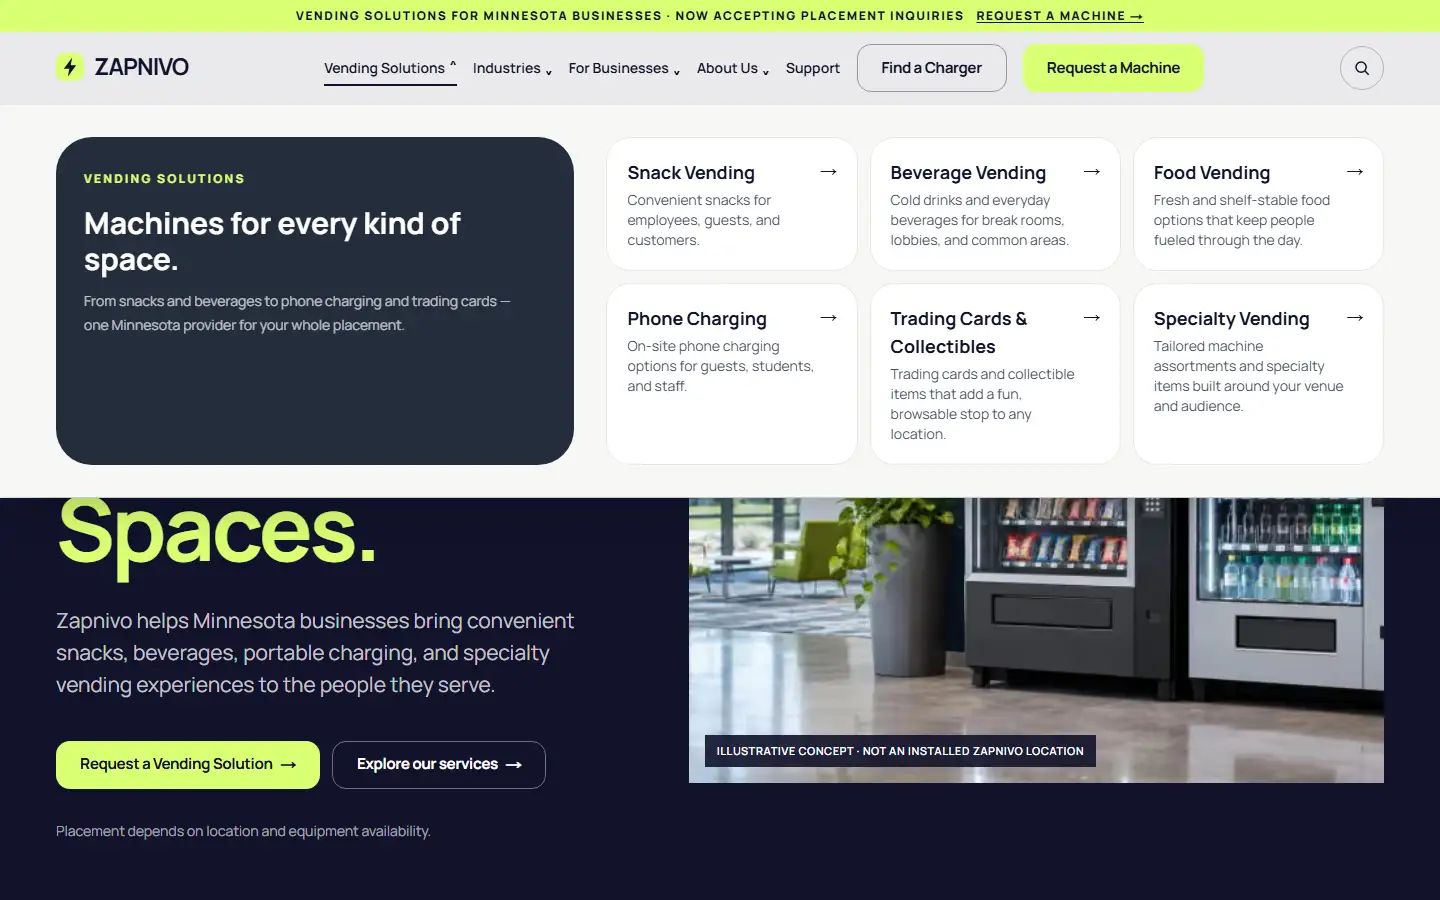 VENDING SOLUTIONS FOR MINNESOTA BUSINESSES · NOW ACCEPTING PLACEMENT INQUIRIES REQUEST A MACHINE →
ZAPNIVO
Vending Solutions
Industries
For Businesses
About Us
Support
Find a Charger
Request a Machine
VENDING SOLUTIONS
Machines for every kind of
space.
From snacks and beverages to phone charging and trading cards —
one Minnesota provider for your whole placement.
Snack Vending →
Convenient snacks for
employees, guests, and
customers.
Beverage Vending →
Cold drinks and everyday
beverages for break rooms,
lobbies, and common areas.
Food Vending →
Fresh and shelf-stable food
options that keep people
fueled through the day.
Phone Charging →
On-site phone charging
options for guests, students,
and staff.
Trading Cards & →
Collectibles
Trading cards and collectible
items that add a fun,
browsable stop to any
location.
Specialty Vending →
Tailored machine
assortments and specialty
items built around your venue
and audience.
Spaces.
Zapnivo helps Minnesota businesses bring convenient
snacks, beverages, portable charging, and specialty
vending experiences to the people they serve.
Request a Vending Solution →
Explore our services →
Placement depends on location and equipment availability.
ILLUSTRATIVE CONCEPT · NOT AN INSTALLED ZAPNIVO LOCATION